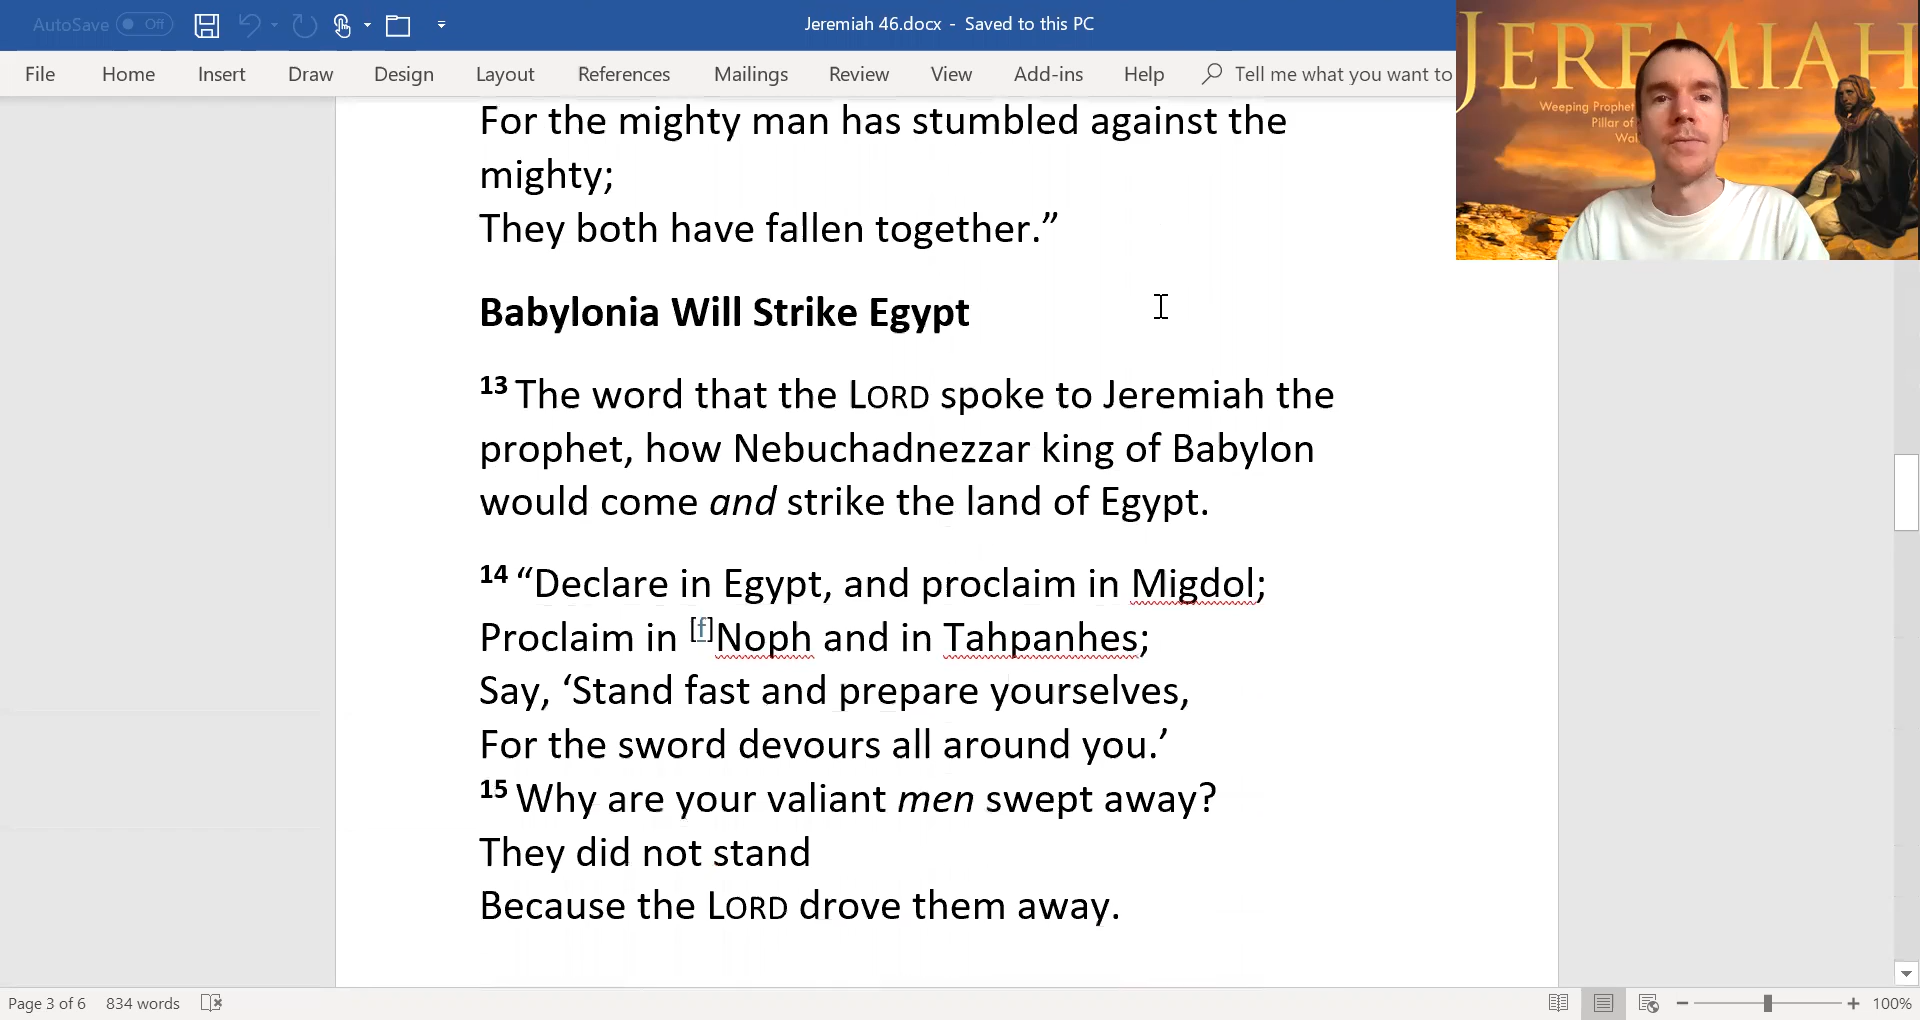 AutoSave Off
Jeremiah 46.docx - Saved to this PC
File Home Insert Draw Design Layout References Mailings Review View Add-ins Help Tell me what you want to
JEREMIAH
Weeping Prophet
Pillar of
Wal
For the mighty man has stumbled against the
mighty;
They both have fallen together.”
Babylonia Will Strike Egypt
13 The word that the LORD spoke to Jeremiah the
prophet, how Nebuchadnezzar king of Babylon
would come and strike the land of Egypt.
14 “Declare in Egypt, and proclaim in Migdol;
Proclaim in [f]Noph and in Tahpanhes;
Say, ‘Stand fast and prepare yourselves,
For the sword devours all around you.’
15 Why are your valiant men swept away?
They did not stand
Because the LORD drove them away.
Page 3 of 6 834 words 100%